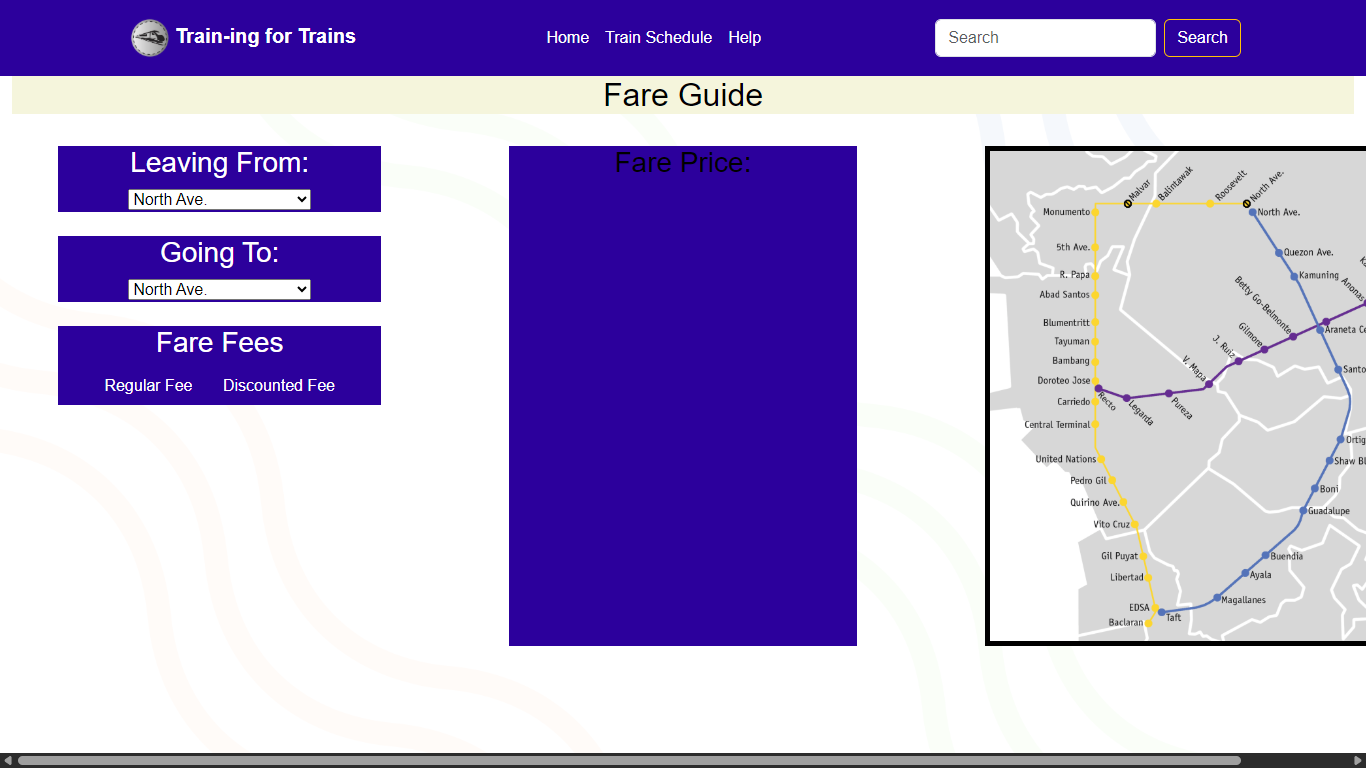 Train-ing for Trains
Home Train Schedule Help
Search Search
Fare Guide
Leaving From:
North Ave.
Going To:
North Ave.
Fare Fees
Regular Fee Discounted Fee
Fare Price:
Malvar
Balintawak
Roosevelt
North Ave.
Monumento
North Ave.
5th Ave.
Quezon Ave.
R. Papa
Kamuning
Anonas
Abad Santos
Betty Go-Belmonte
Blumentritt
Gilmore
Araneta Ce
Tayuman
J. Ruiz
Bambang
V. Mapa
Santo
Doroteo Jose
Recto
Legarda
Pureza
Carriedo
Central Terminal
Ortig
United Nations
Shaw Bl
Pedro Gil
Boni
Quirino Ave.
Guadalupe
Vito Cruz
Gil Puyat
Buendia
Libertad
Ayala
Magallanes
EDSA
Taft
Baclaran